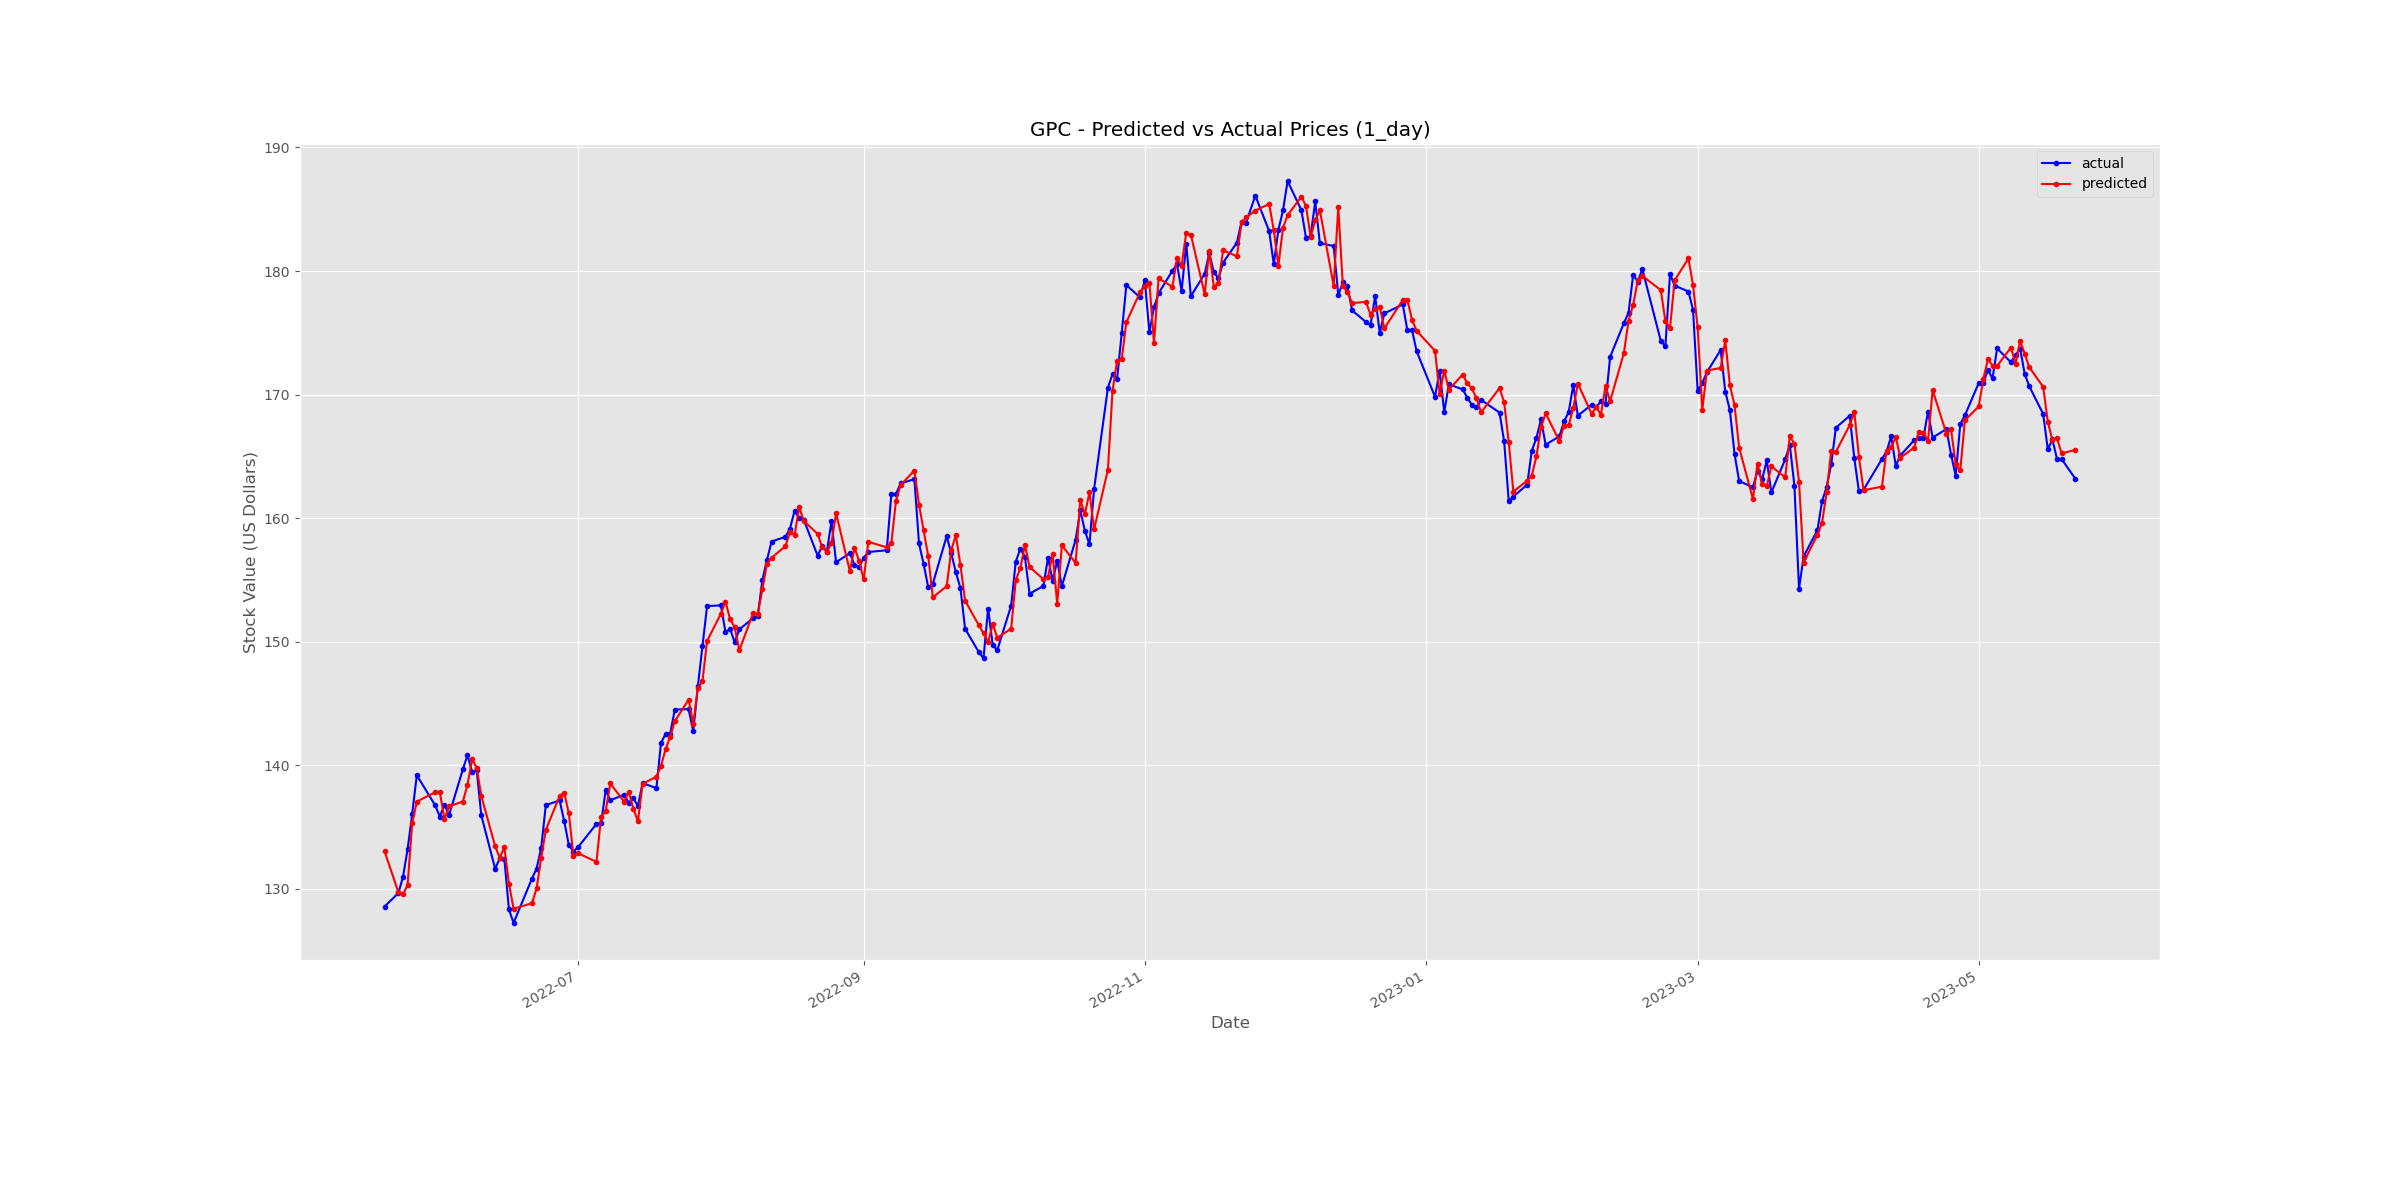 GPC - Predicted vs Actual Prices (1_day)
actual
predicted
Stock Value (US Dollars)
190
180
170
160
150
140
130
2022-07
2022-09
2022-11
2023-01
2023-03
2023-05
Date